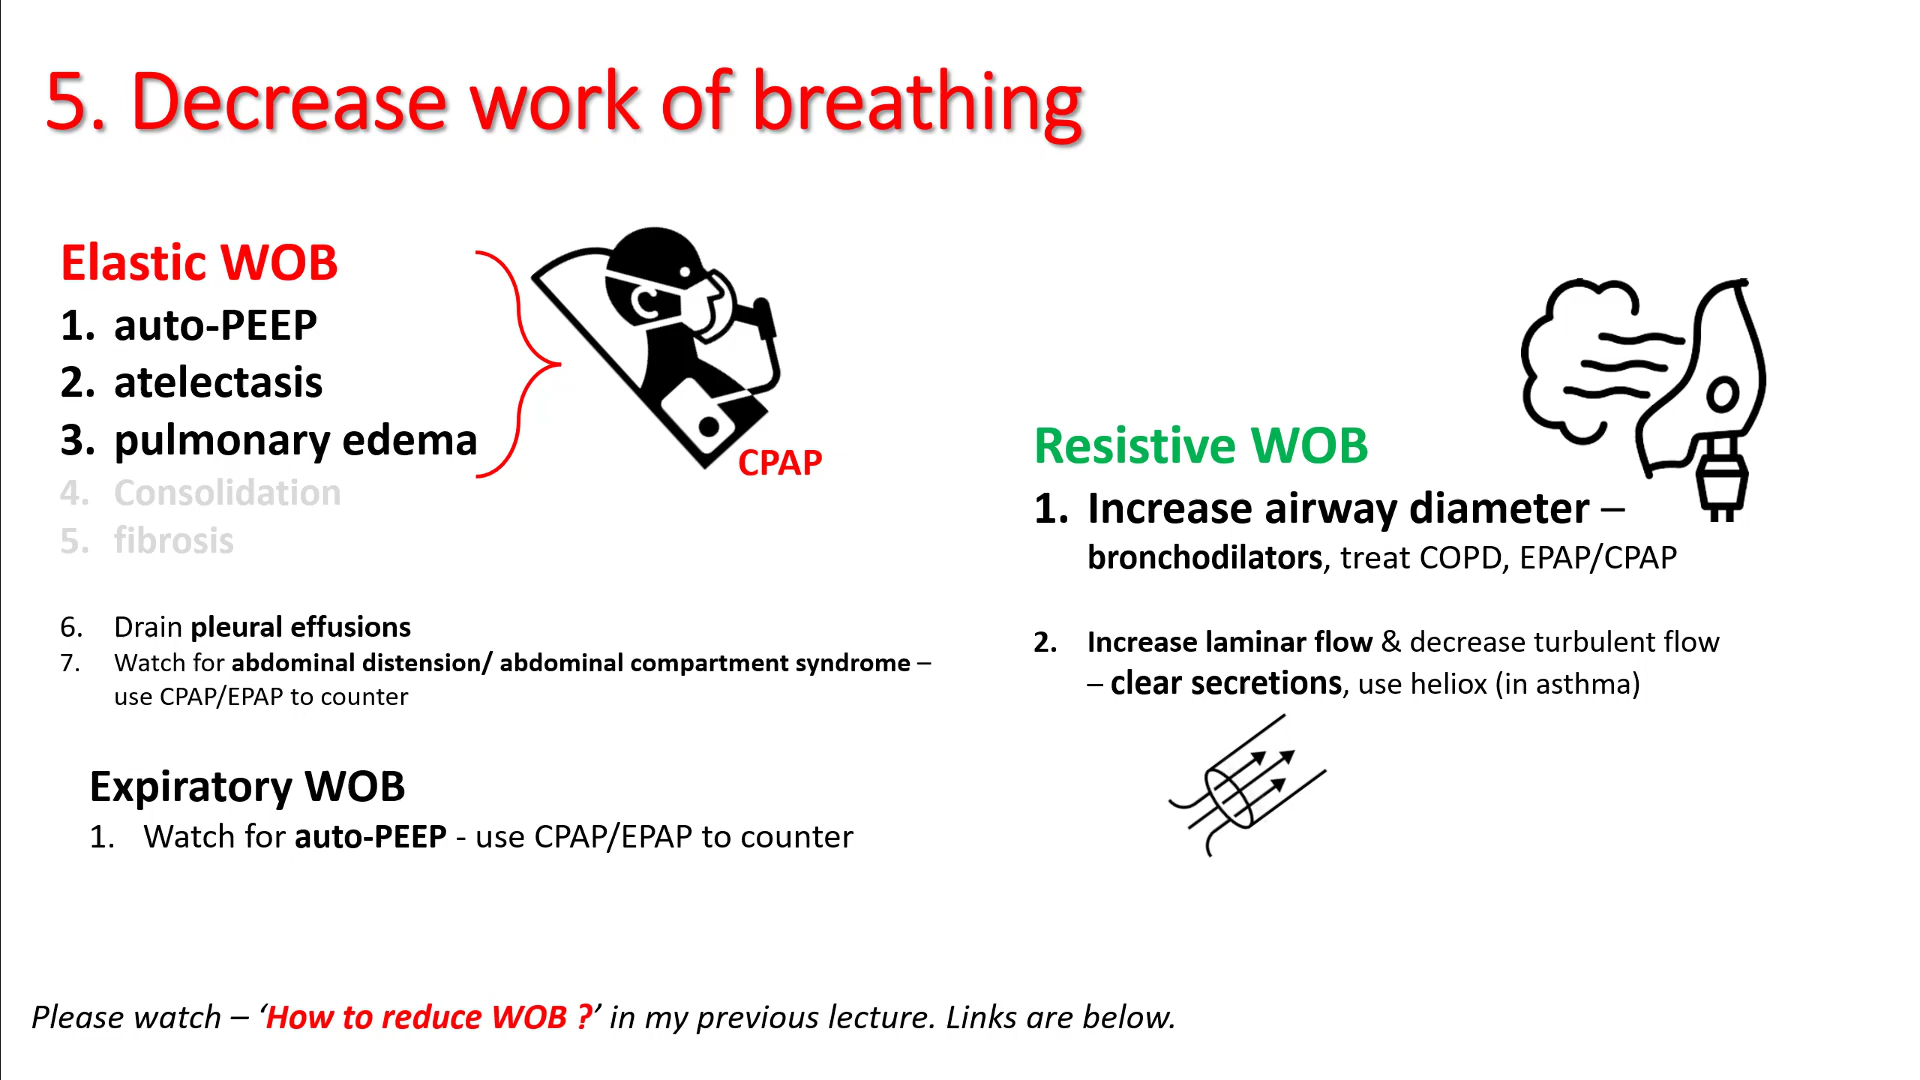 5. Decrease work of breathing
Elastic WOB
1. auto-PEEP
2. atelectasis
3. pulmonary edema
4. Consolidation
5. fibrosis
CPAP
6. Drain pleural effusions
7. Watch for abdominal distension/ abdominal compartment syndrome –
use CPAP/EPAP to counter
Expiratory WOB
1. Watch for auto-PEEP - use CPAP/EPAP to counter
Resistive WOB
1. Increase airway diameter –
bronchodilators, treat COPD, EPAP/CPAP
2. Increase laminar flow & decrease turbulent flow
– clear secretions, use heliox (in asthma)
Please watch – ‘How to reduce WOB ?’ in my previous lecture. Links are below.